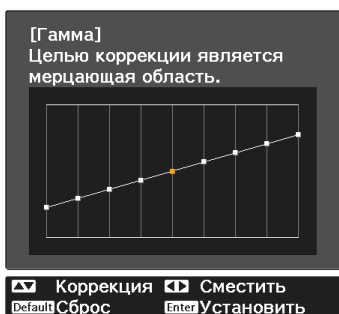 [Гамма]
Целью коррекции является
мерцающая область.
Коррекция Сместить
Default Сброс Enter Установить